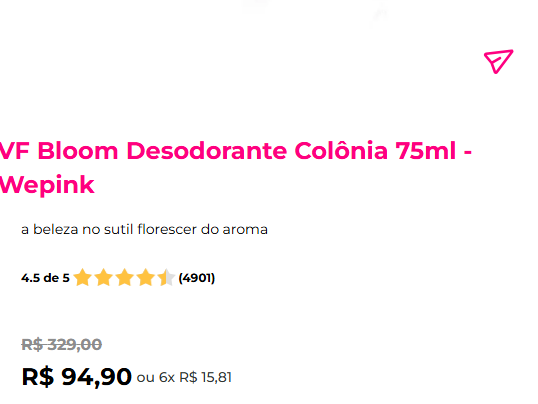 VF Bloom Desodorante Colônia 75ml -
Wepink
a beleza no sutil florescer do aroma
4.5 de 5 (4901)
R$ 329,00
R$ 94,90 ou 6x R$ 15,81